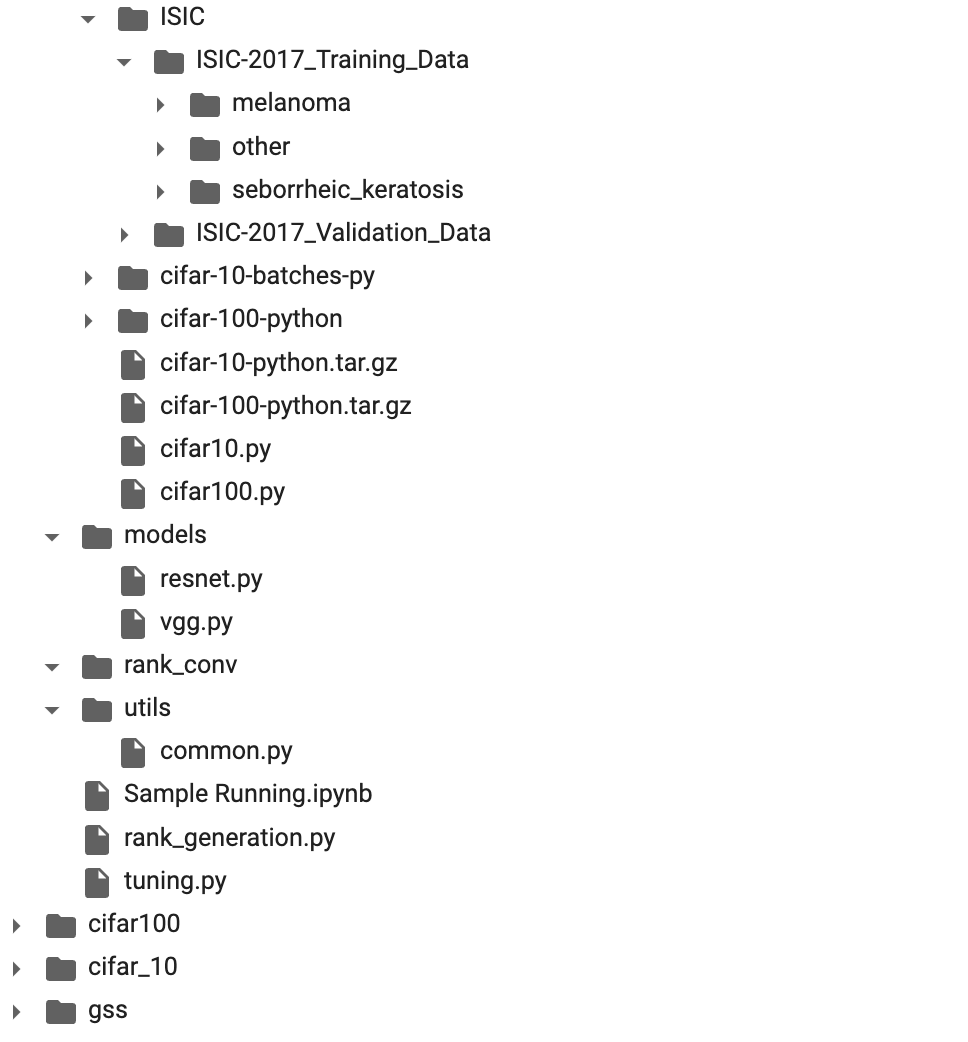 ISIC
ISIC-2017_Training_Data
melanoma
other
seborrheic_keratosis
ISIC-2017_Validation_Data
cifar-10-batches-py
cifar-100-python
cifar-10-python.tar.gz
cifar-100-python.tar.gz
cifar10.py
cifar100.py
models
resnet.py
vgg.py
rank_conv
utils
common.py
Sample Running.ipynb
rank_generation.py
tuning.py
cifar100
cifar_10
gss